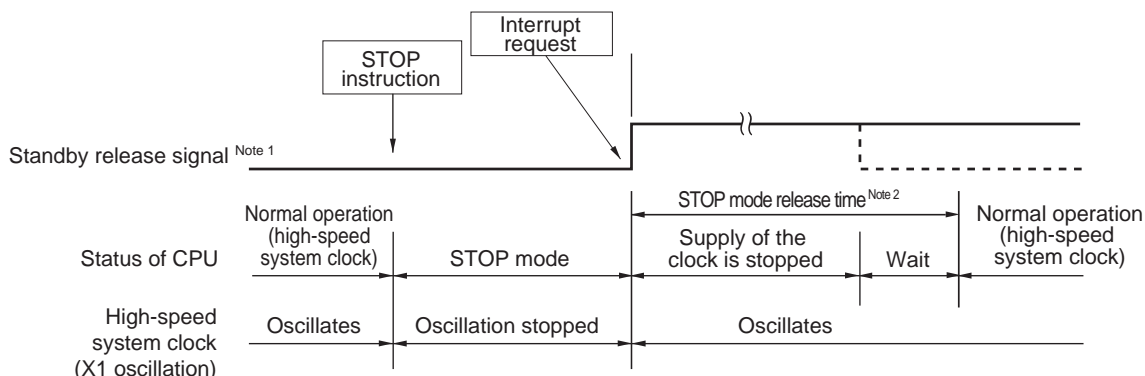 Interrupt
request
STOP
instruction
Standby release signal Note 1
STOP mode release time Note 2
Status of CPU
Normal operation
(high-speed
system clock)
STOP mode
Supply of the
clock is stopped
Wait
Normal operation
(high-speed
system clock)
High-speed
system clock
(X1 oscillation)
Oscillates
Oscillation stopped
Oscillates